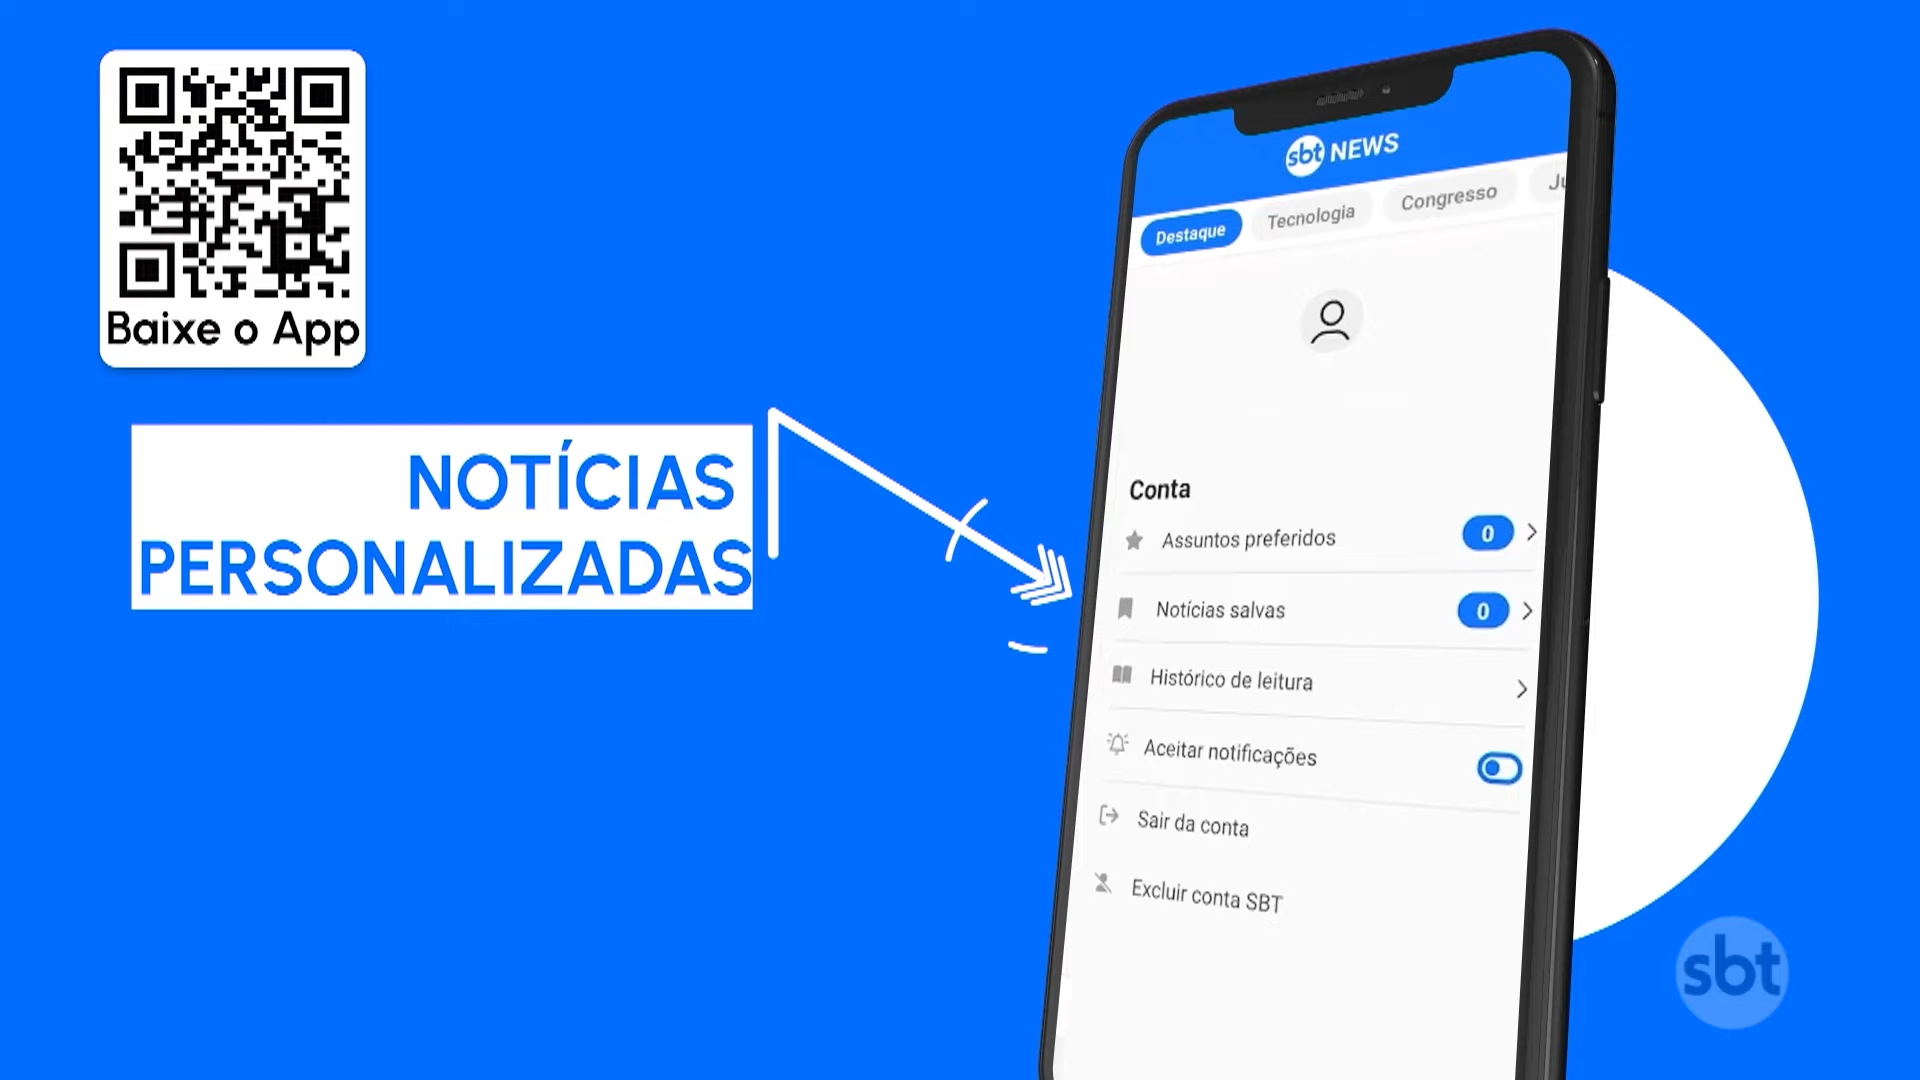 Baixe o App
NOTÍCIAS
PERSONALIZADAS
sbt NEWS
Destaque
Tecnologia
Congresso
Ju
Conta
Assuntos preferidos
0
Notícias salvas
0
Histórico de leitura
Aceitar notificações
Sair da conta
Excluir conta SBT
sbt